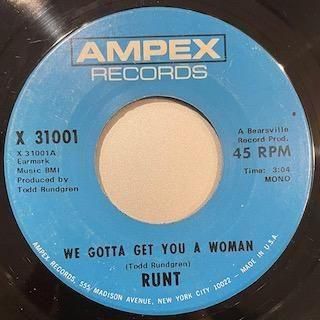 AMPEX
RECORDS
X 31001
X 31001A
Earmark
Music BMI
Produced by
Todd Rundgren
A Bearsville
Record Prod.
45 RPM
Time: 3:04
MONO
WE GOTTA GET YOU A WOMAN
(Todd Rundgren)
RUNT
AMPEX RECORDS, 555 MADISON AVENUE, NEW YORK CITY 10022 - MADE IN U.S.A.